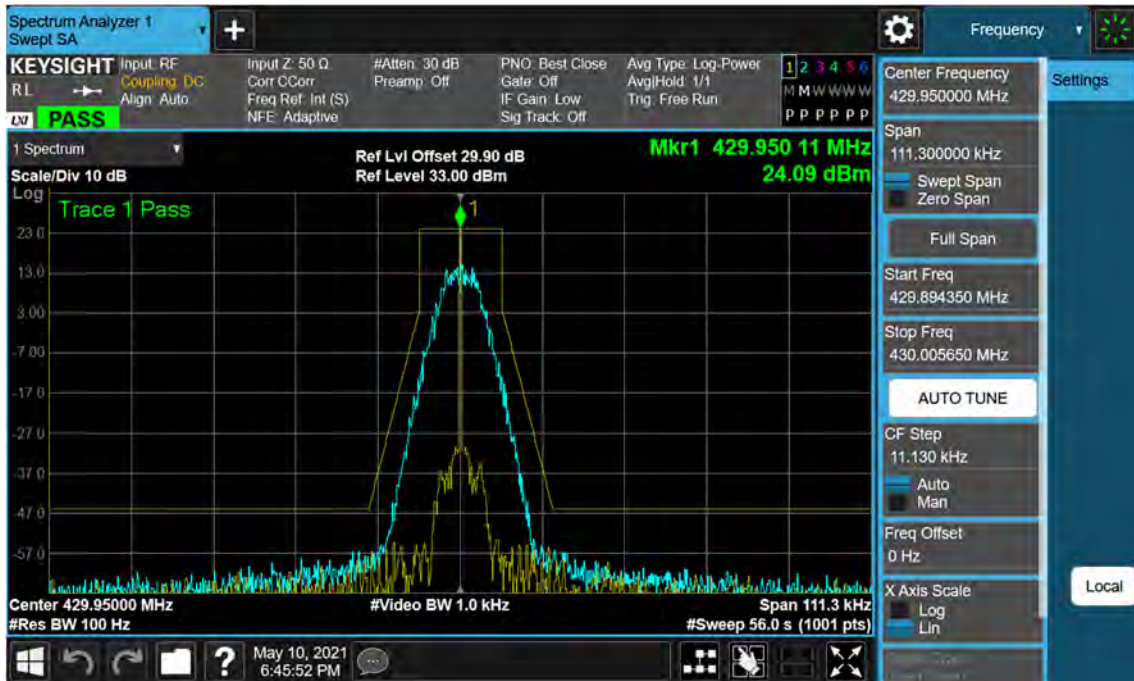 Spectrum Analyzer 1
Swept SA
+
Frequency
KEYSIGHT
RL
LXI PASS
Input: RF
Coupling: DC
Align: Auto
Input Z: 50 Ω
Corr CCorr
Freq Ref: Int (S)
NFE: Adaptive
#Atten: 30 dB
Preamp: Off
PNO: Best Close
Gate: Off
IF Gain: Low
Sig Track: Off
Avg Type: Log-Power
Avg|Hold: 1/1
Trig: Free Run
1 2 3 4 5 6
M M W W W W
P P P P P P
1 Spectrum
Scale/Div 10 dB
Ref Lvl Offset 29.90 dB
Ref Level 33.00 dBm
Mkr1 429.950 11 MHz
24.09 dBm
Log
Trace 1 Pass
1
23.0
13.0
3.00
-7.00
-17.0
-27.0
-37.0
-47.0
-57.0
Center 429.95000 MHz
#Video BW 1.0 kHz
Span 111.3 kHz
#Res BW 100 Hz
#Sweep 56.0 s (1001 pts)
Center Frequency
429.950000 MHz
Span
111.300000 kHz
Swept Span
Zero Span
Full Span
Start Freq
429.894350 MHz
Stop Freq
430.005650 MHz
AUTO TUNE
CF Step
11.130 kHz
Auto
Man
Freq Offset
0 Hz
X Axis Scale
Log
Lin
Settings
Local
?
May 10, 2021
6:45:52 PM